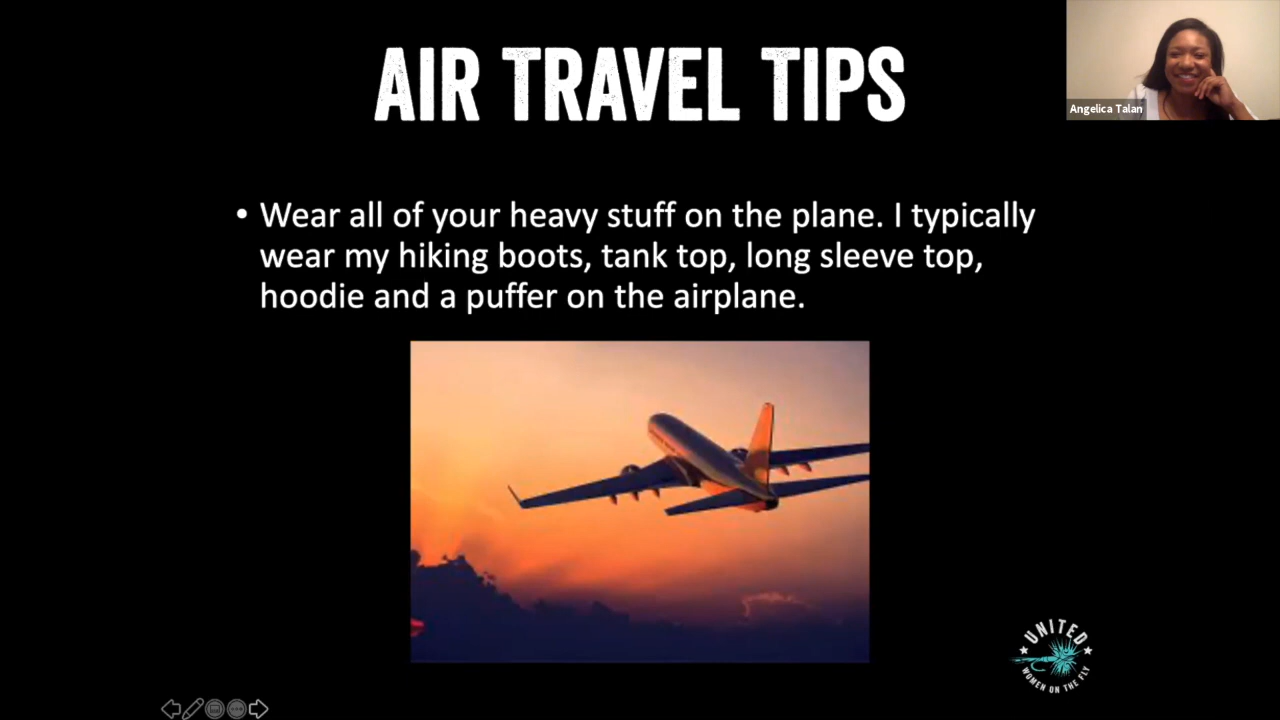 AIR TRAVEL TIPS
Angelica Talan
• Wear all of your heavy stuff on the plane. I typically
wear my hiking boots, tank top, long sleeve top,
hoodie and a puffer on the airplane.
UNITED
WOMEN ON THE FLY